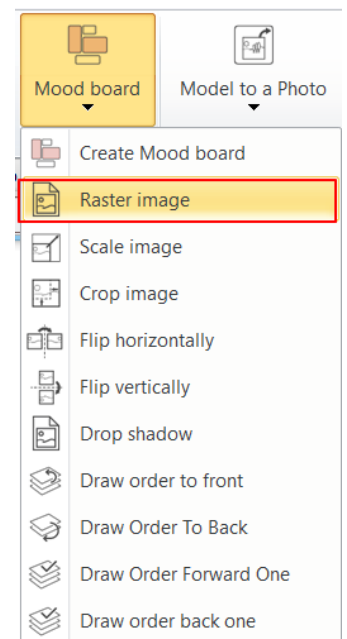 Mood board
Model to a Photo
Create Mood board
Raster image
Scale image
Crop image
Flip horizontally
Flip vertically
Drop shadow
Draw order to front
Draw Order To Back
Draw Order Forward One
Draw order back one